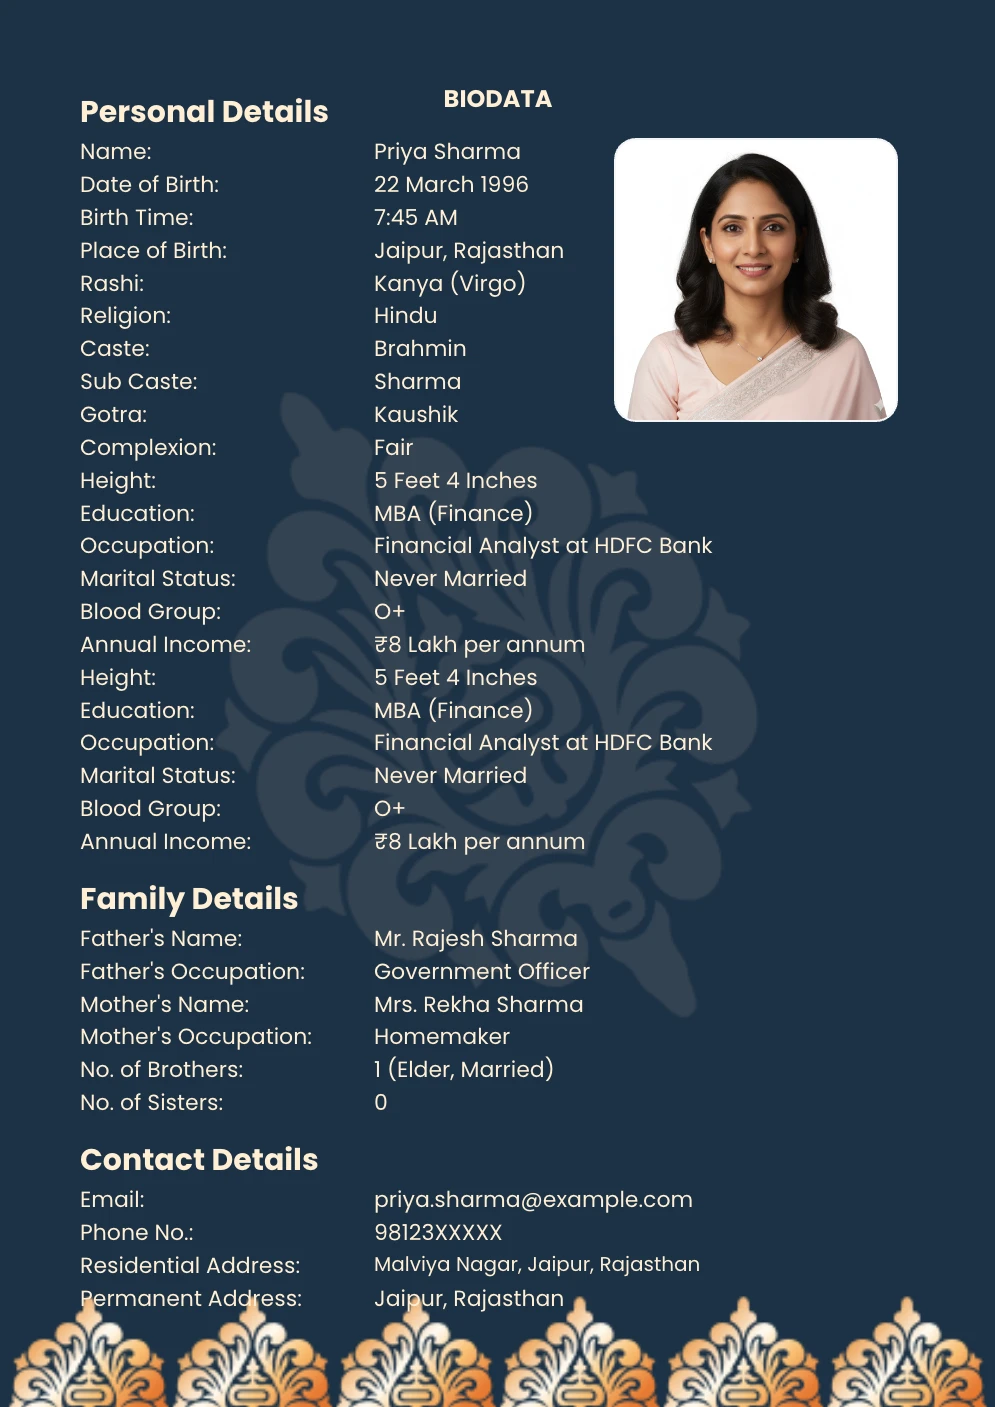 BIODATA
Personal Details
Name: Priya Sharma
Date of Birth: 22 March 1996
Birth Time: 7:45 AM
Place of Birth: Jaipur, Rajasthan
Rashi: Kanya (Virgo)
Religion: Hindu
Caste: Brahmin
Sub Caste: Sharma
Gotra: Kaushik
Complexion: Fair
Height: 5 Feet 4 Inches
Education: MBA (Finance)
Occupation: Financial Analyst at HDFC Bank
Marital Status: Never Married
Blood Group: O+
Annual Income: ₹8 Lakh per annum
Height: 5 Feet 4 Inches
Education: MBA (Finance)
Occupation: Financial Analyst at HDFC Bank
Marital Status: Never Married
Blood Group: O+
Annual Income: ₹8 Lakh per annum
Family Details
Father's Name: Mr. Rajesh Sharma
Father's Occupation: Government Officer
Mother's Name: Mrs. Rekha Sharma
Mother's Occupation: Homemaker
No. of Brothers: 1 (Elder, Married)
No. of Sisters: 0
Contact Details
Email: priya.sharma@example.com
Phone No.: 98123XXXXX
Residential Address: Malviya Nagar, Jaipur, Rajasthan
Permanent Address: Jaipur, Rajasthan